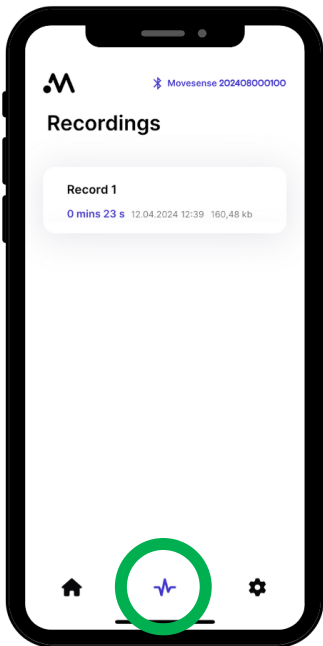 Movesense 202408000100
Recordings
Record 1
0 mins 23 s 12.04.2024 12:39 160,48 kb